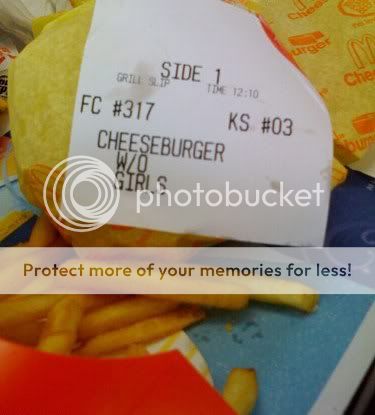 SIDE 1
GRILL SLIP TIME 12:10
FC #317 KS #03
CHEESEBURGER
W/O
GIRLS
photobucket
Protect more of your memories for less!